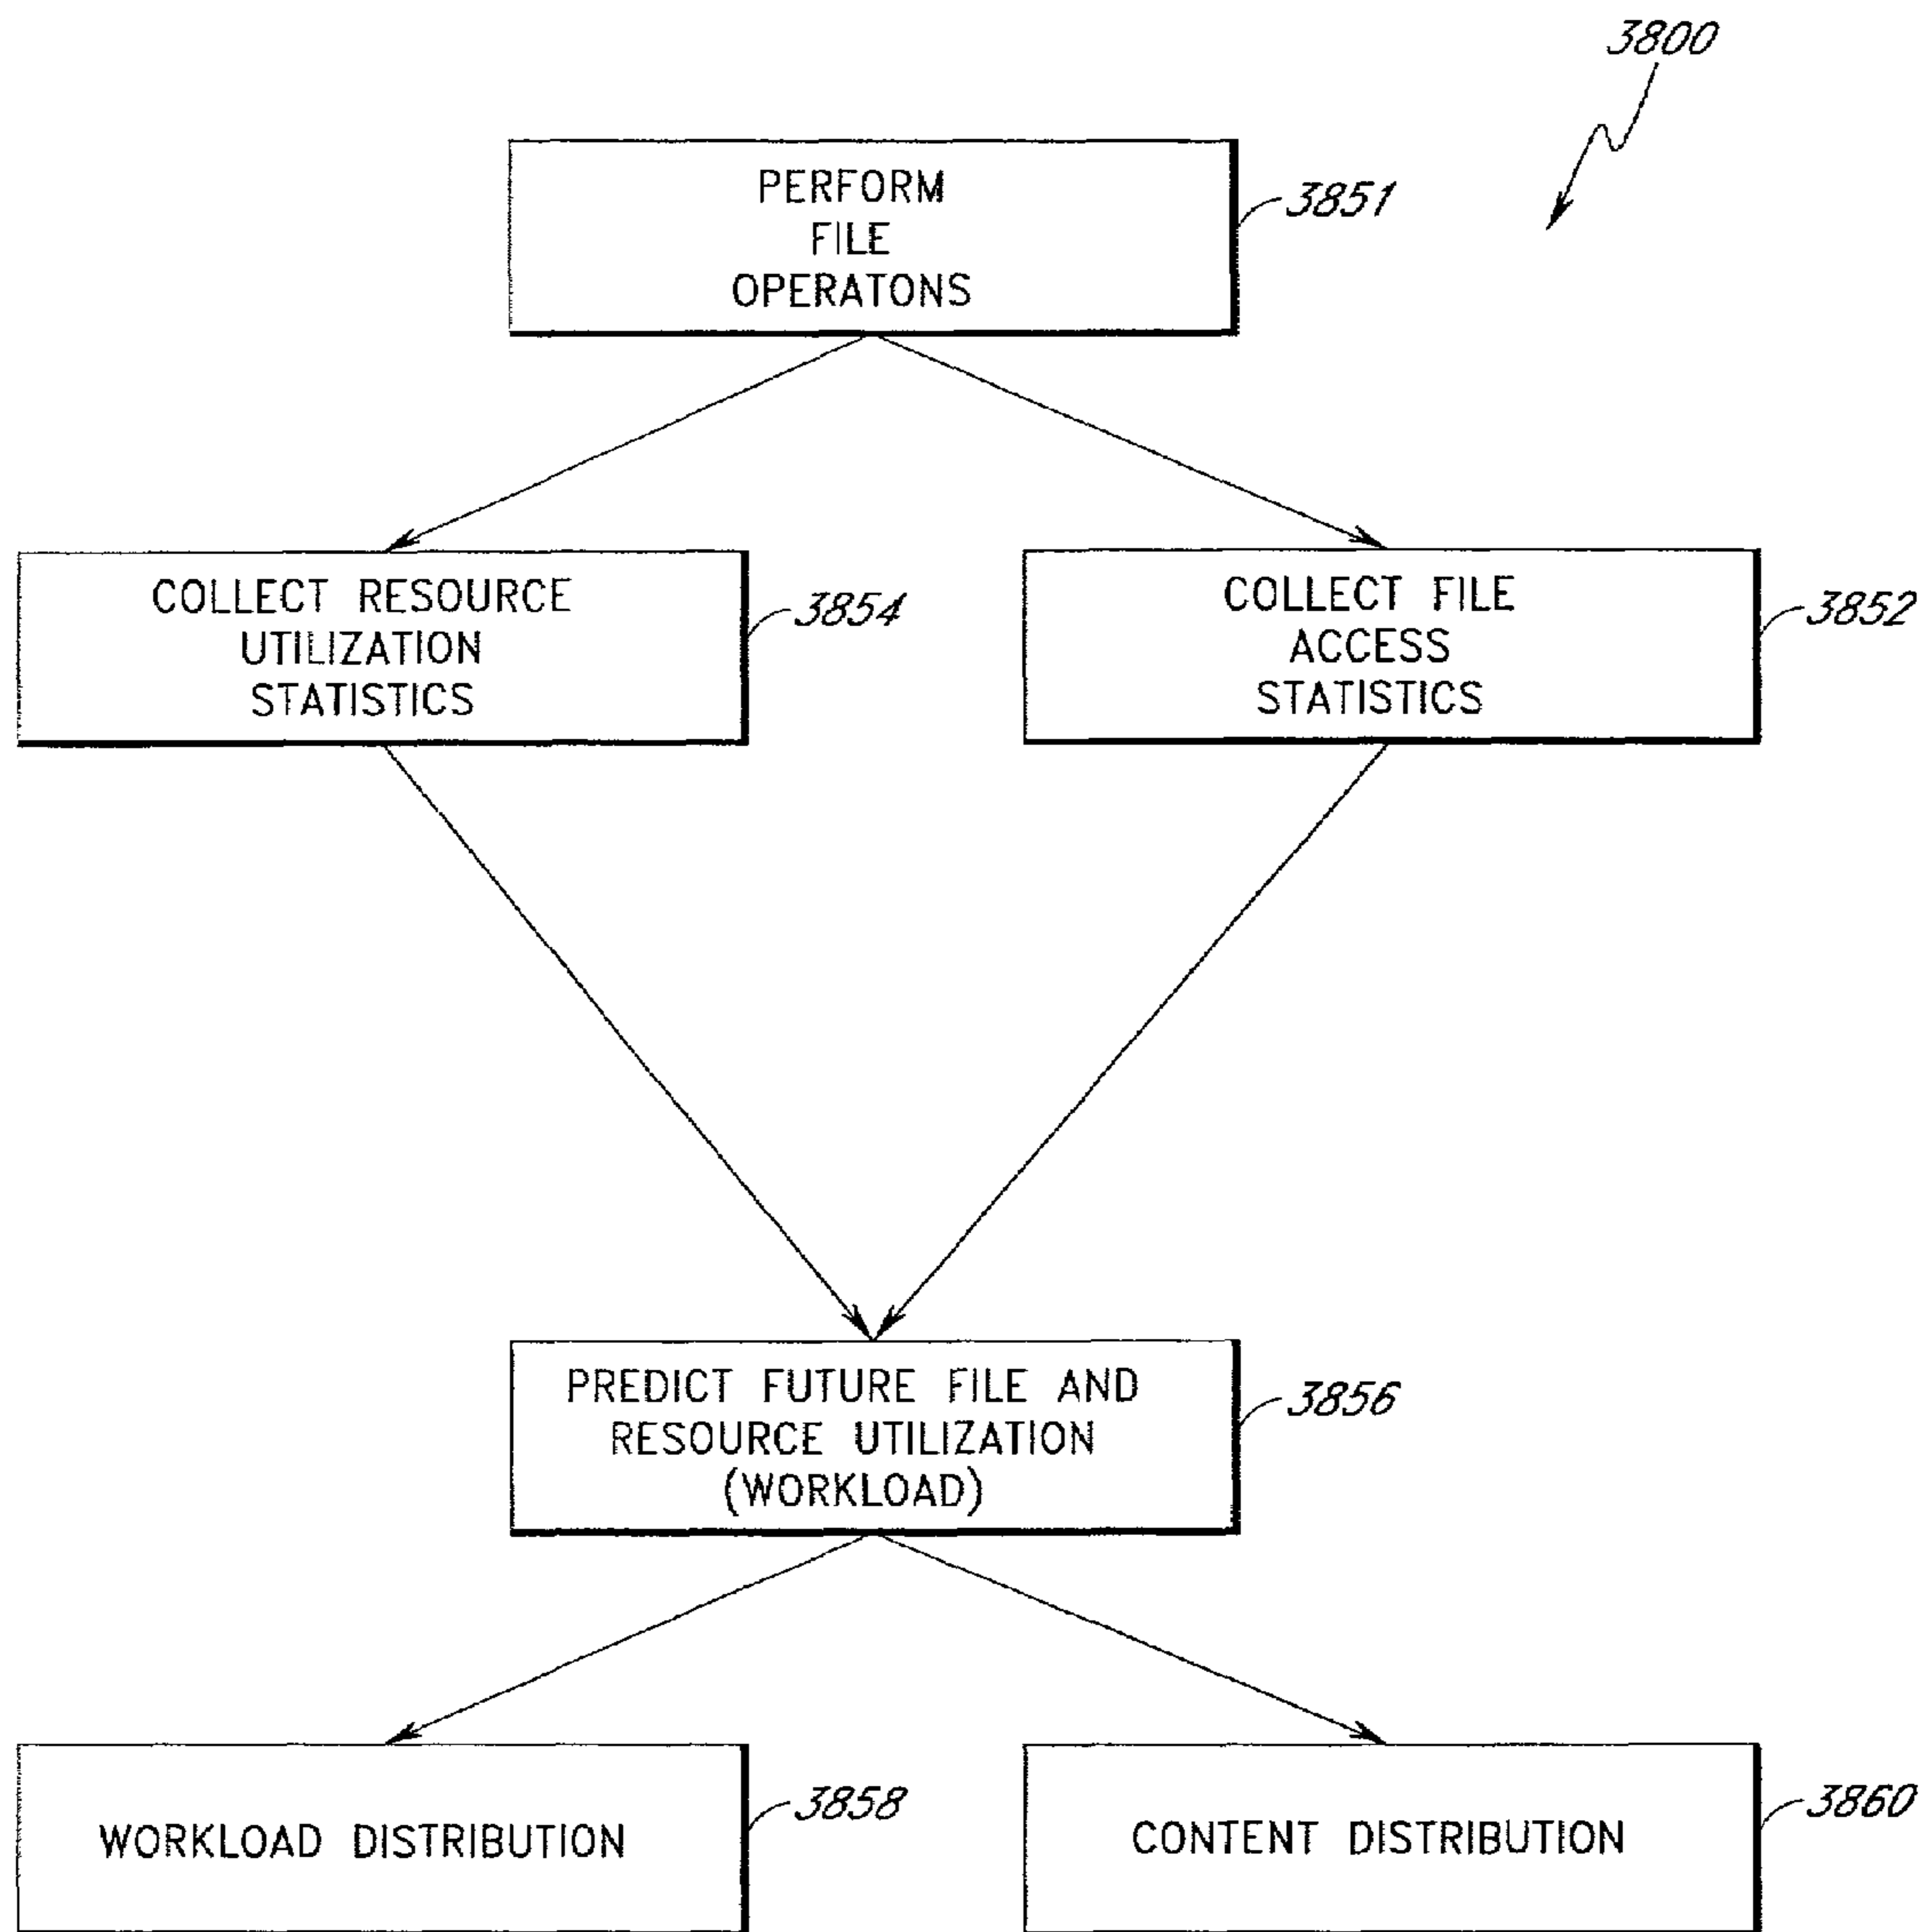 3800
PERFORM
FILE
OPERATONS
3851
COLLECT RESOURCE
UTILIZATION
STATISTICS
3854
COLLECT FILE
ACCESS
STATISTICS
3852
PREDICT FUTURE FILE AND
RESOURCE UTILIZATION
(WORKLOAD)
3856
WORKLOAD DISTRIBUTION
3858
CONTENT DISTRIBUTION
3860